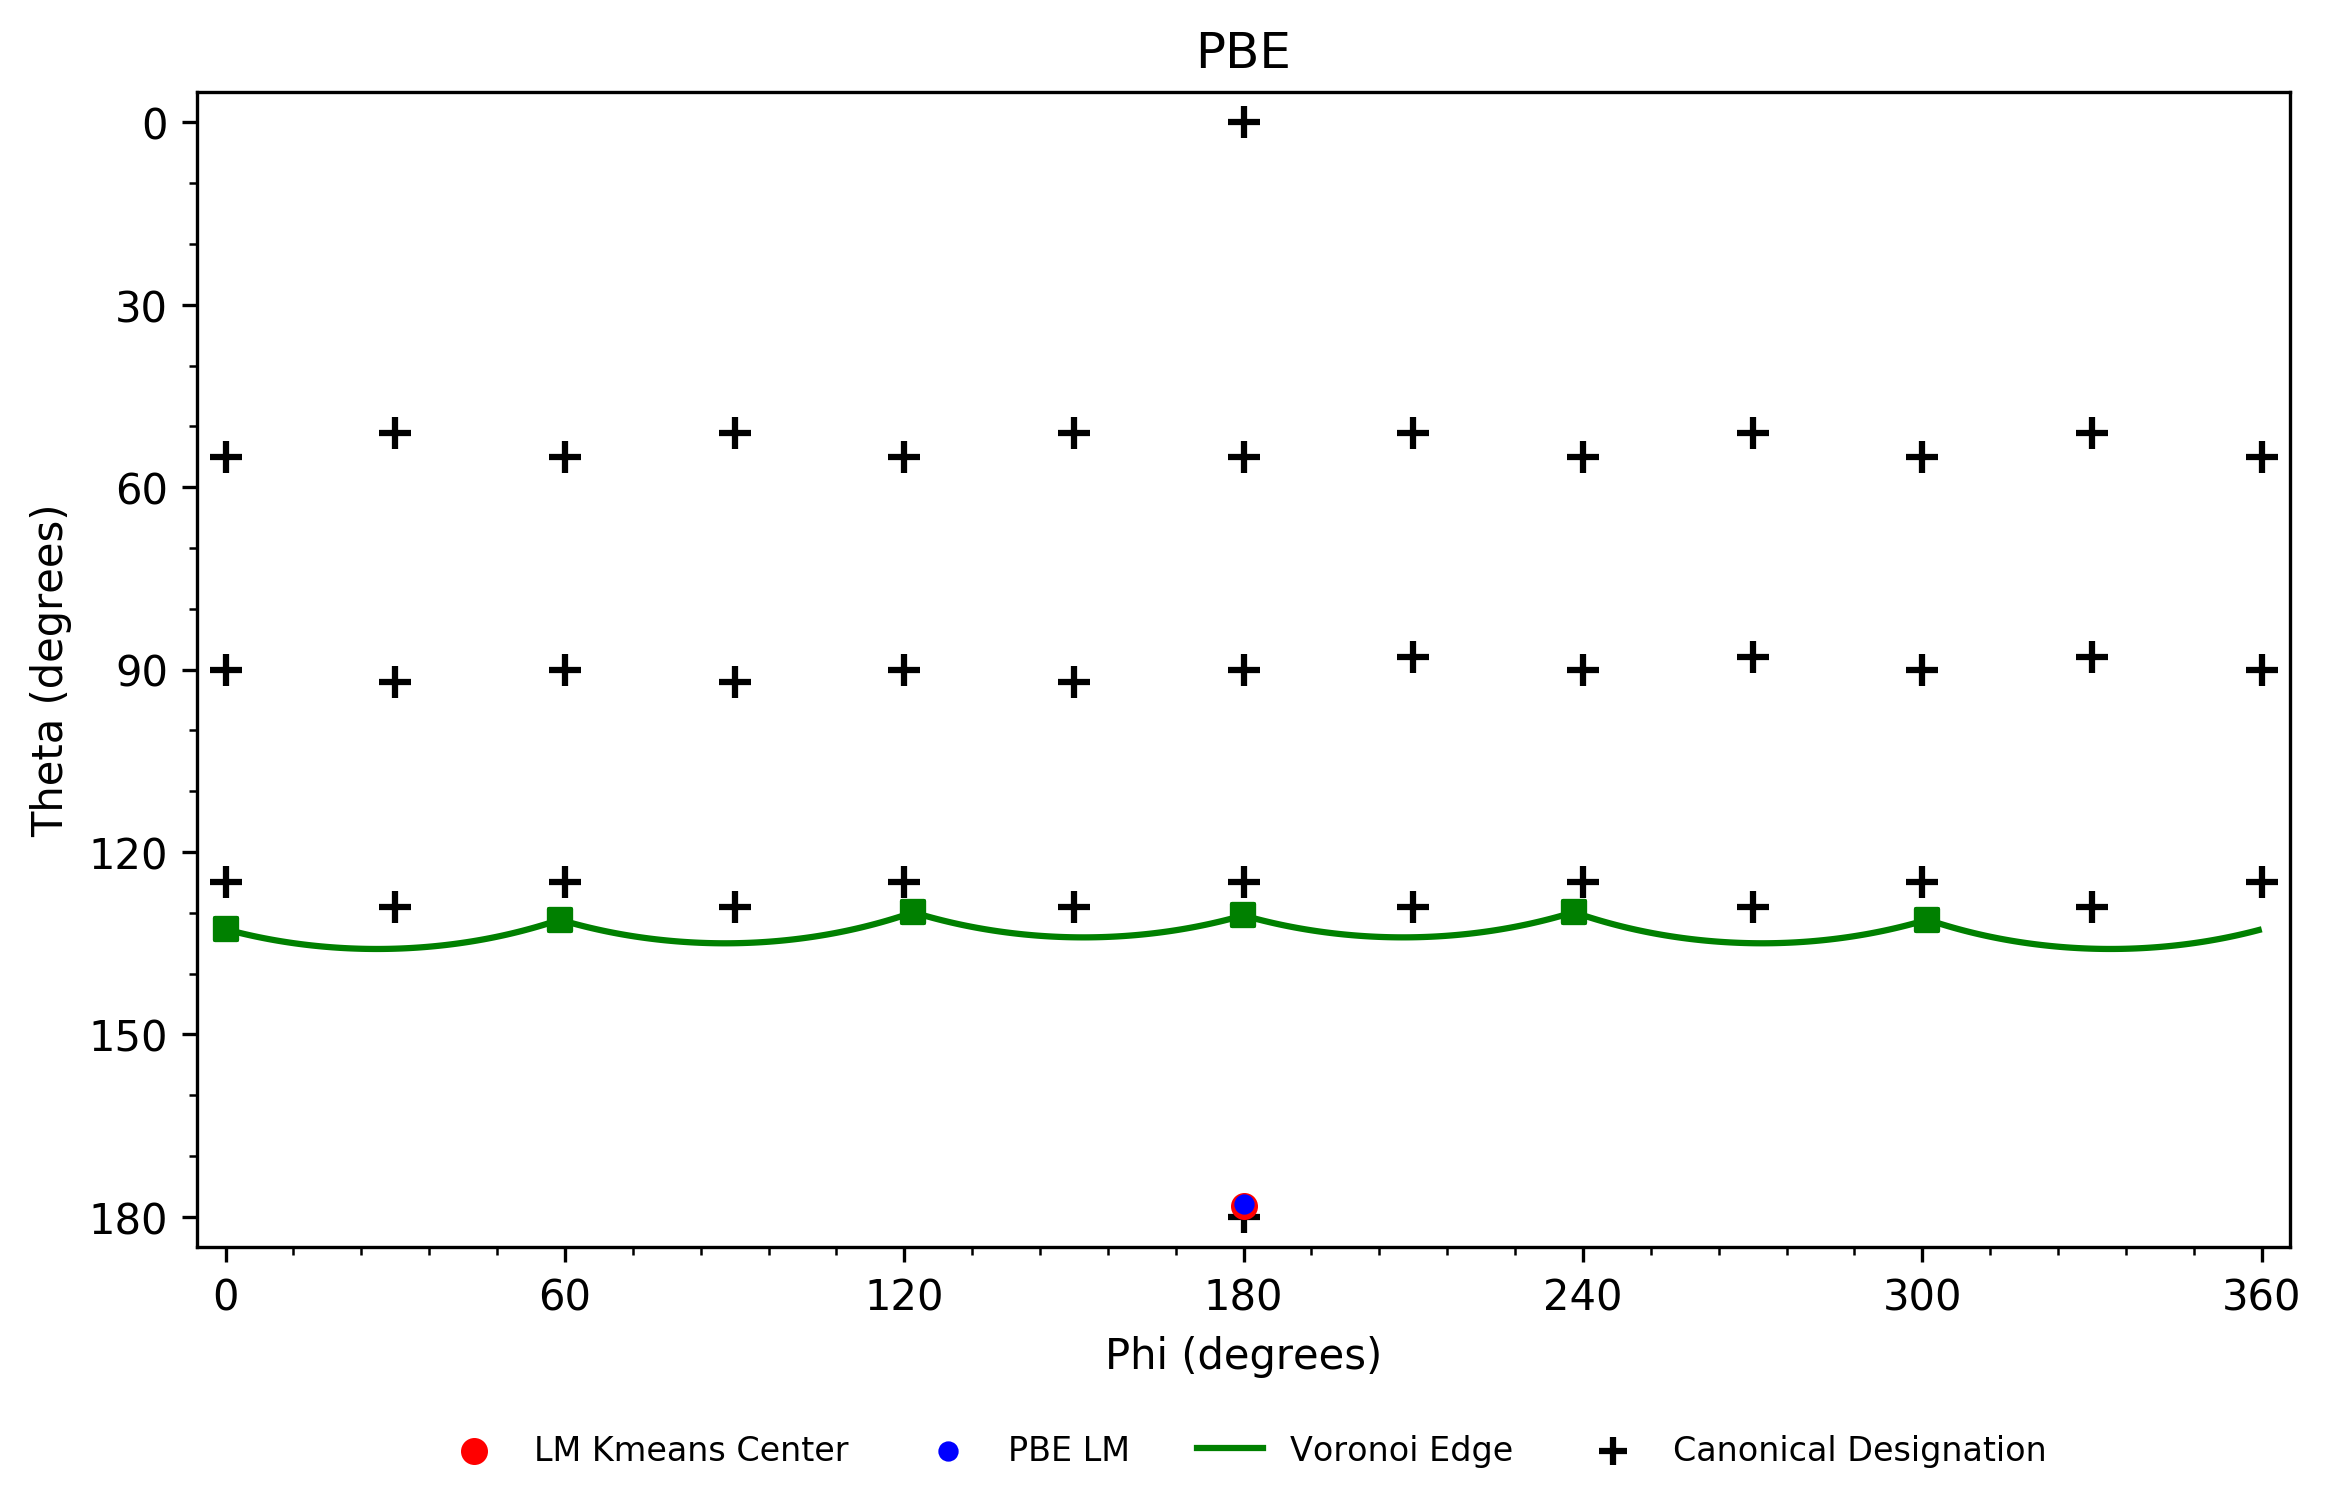 PBE
0
30
60
90
120
150
180
Theta (degrees)
0 60 120 180 240 300 360
Phi (degrees)
LM Kmeans Center PBE LM Voronoi Edge Canonical Designation